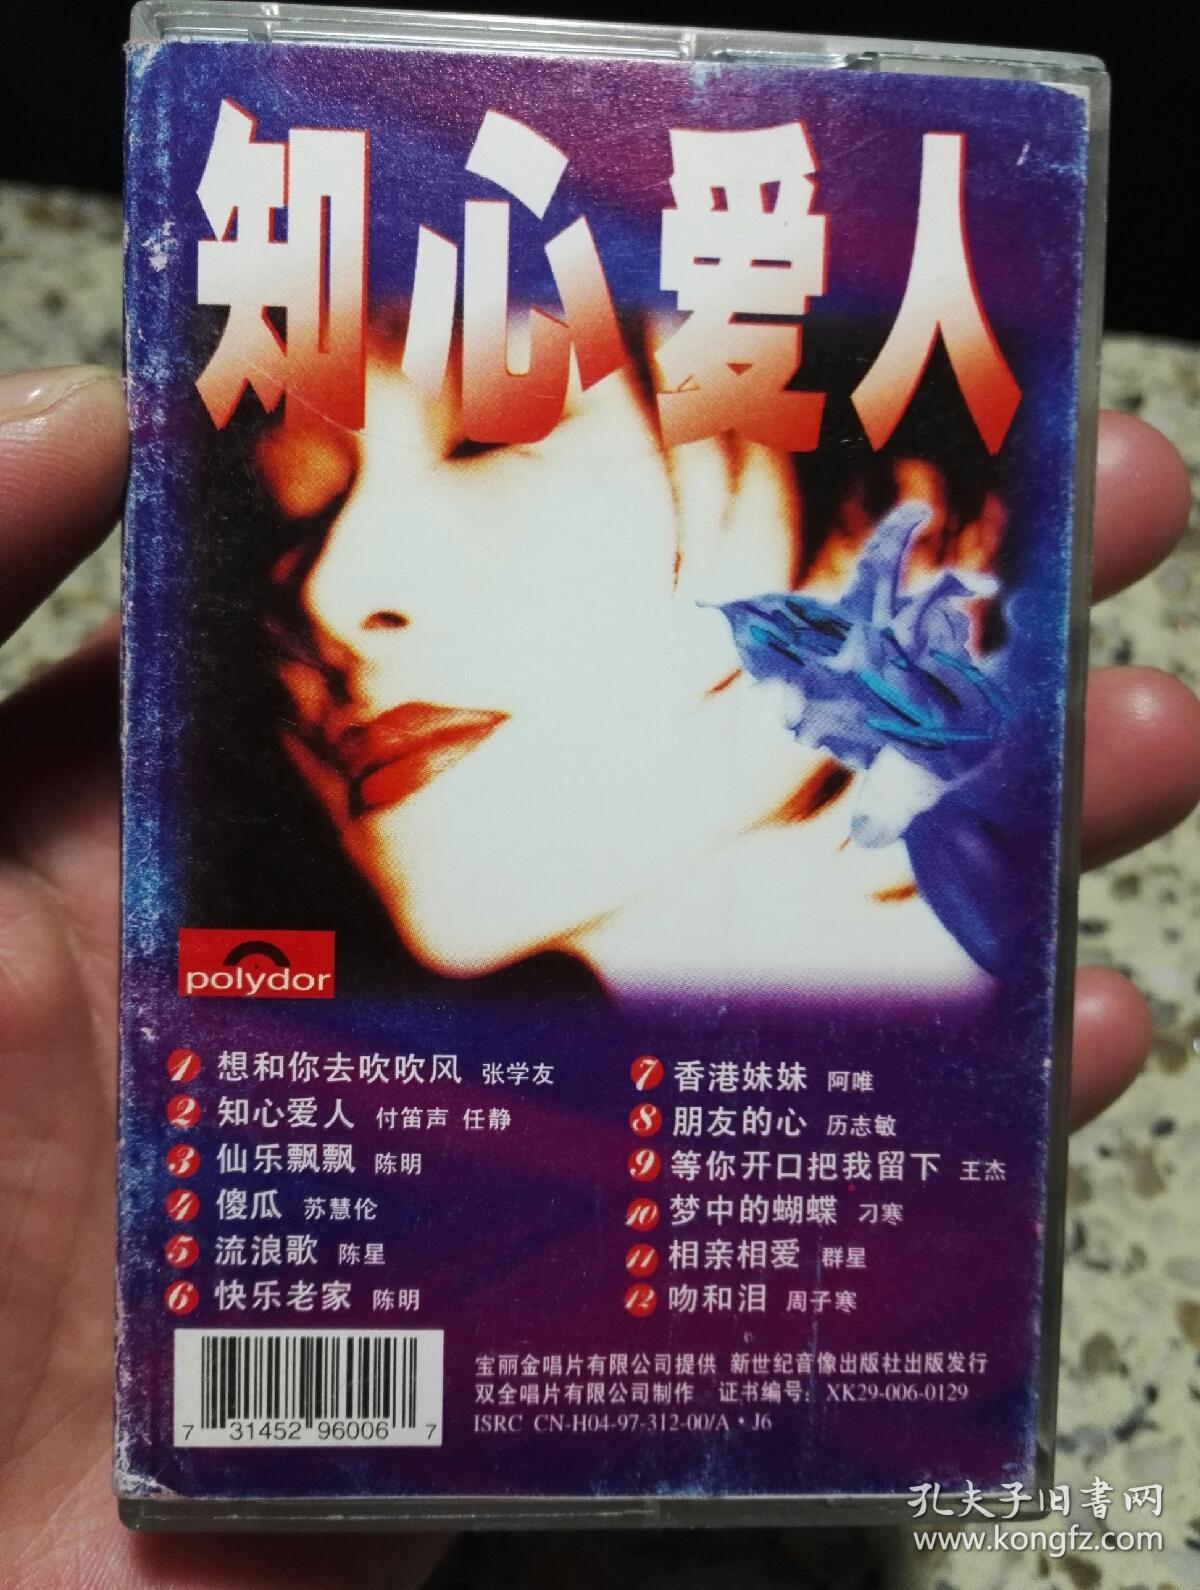 知心爱人
polydor
1 想和你去吹吹风 张学友
2 知心爱人 付笛声 任静
3 仙乐飘飘 陈明
4 傻瓜 苏慧伦
5 流浪歌 陈星
6 快乐老家 陈明
7 香港妹妹 阿唯
8 朋友的心 历志敏
9 等你开口把我留下 王杰
10 梦中的蝴蝶 刁寒
11 相亲相爱 群星
12 吻和泪 周子寒
7 31452 96006 7
宝丽金唱片有限公司提供 新世纪音像出版社出版发行
双全唱片有限公司制作 证书编号：XK29-006-0129
ISRC CN-H04-97-312-00/A·J6
孔夫子旧書网
www.kongfz.com